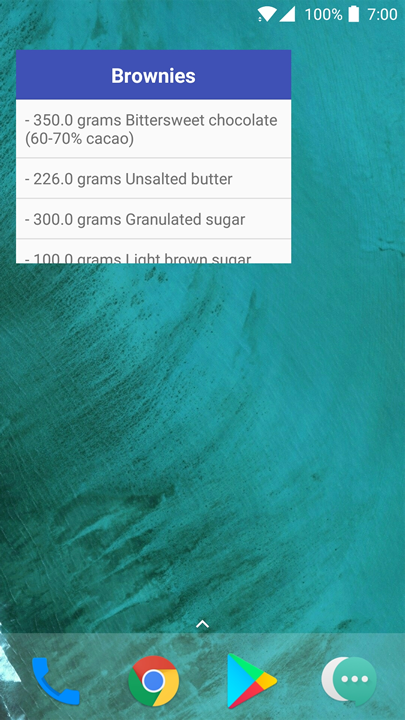 100% 7:00
Brownies
- 350.0 grams Bittersweet chocolate
(60-70% cacao)
- 226.0 grams Unsalted butter
- 300.0 grams Granulated sugar
- 100.0 grams Light brown sugar